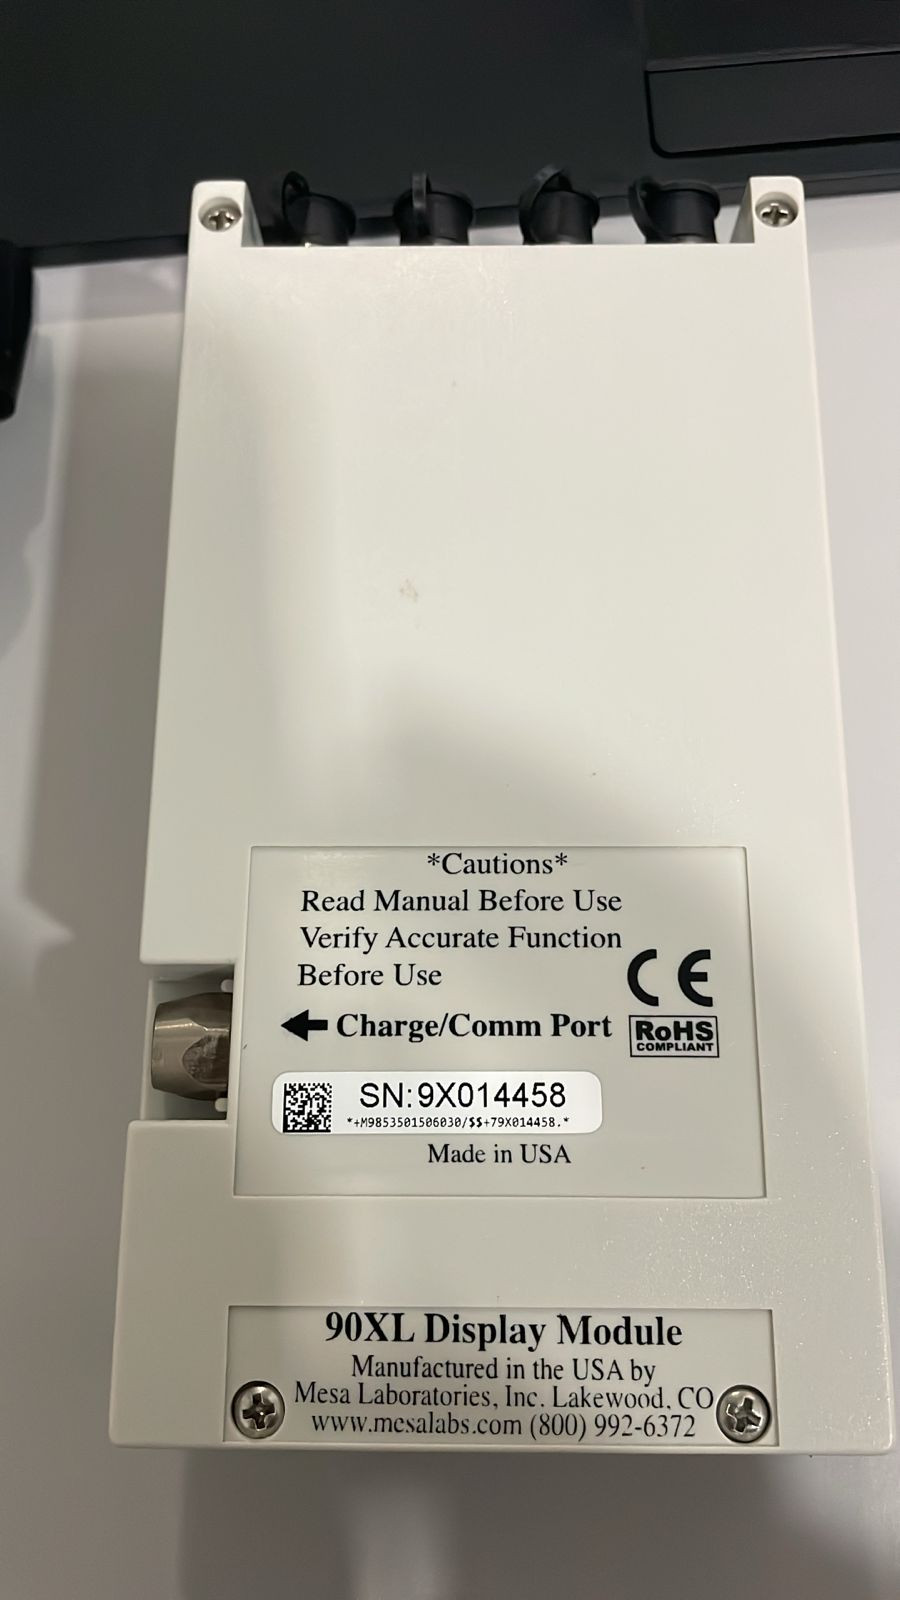 *Cautions*
Read Manual Before Use
Verify Accurate Function
Before Use
CE
Charge/Comm Port
RoHS
COMPLIANT
SN:9X014458
*+M9853501506030/$$+79X014458.*
Made in USA
90XL Display Module
Manufactured in the USA by
Mesa Laboratories, Inc. Lakewood, CO
www.mesalabs.com (800) 992-6372